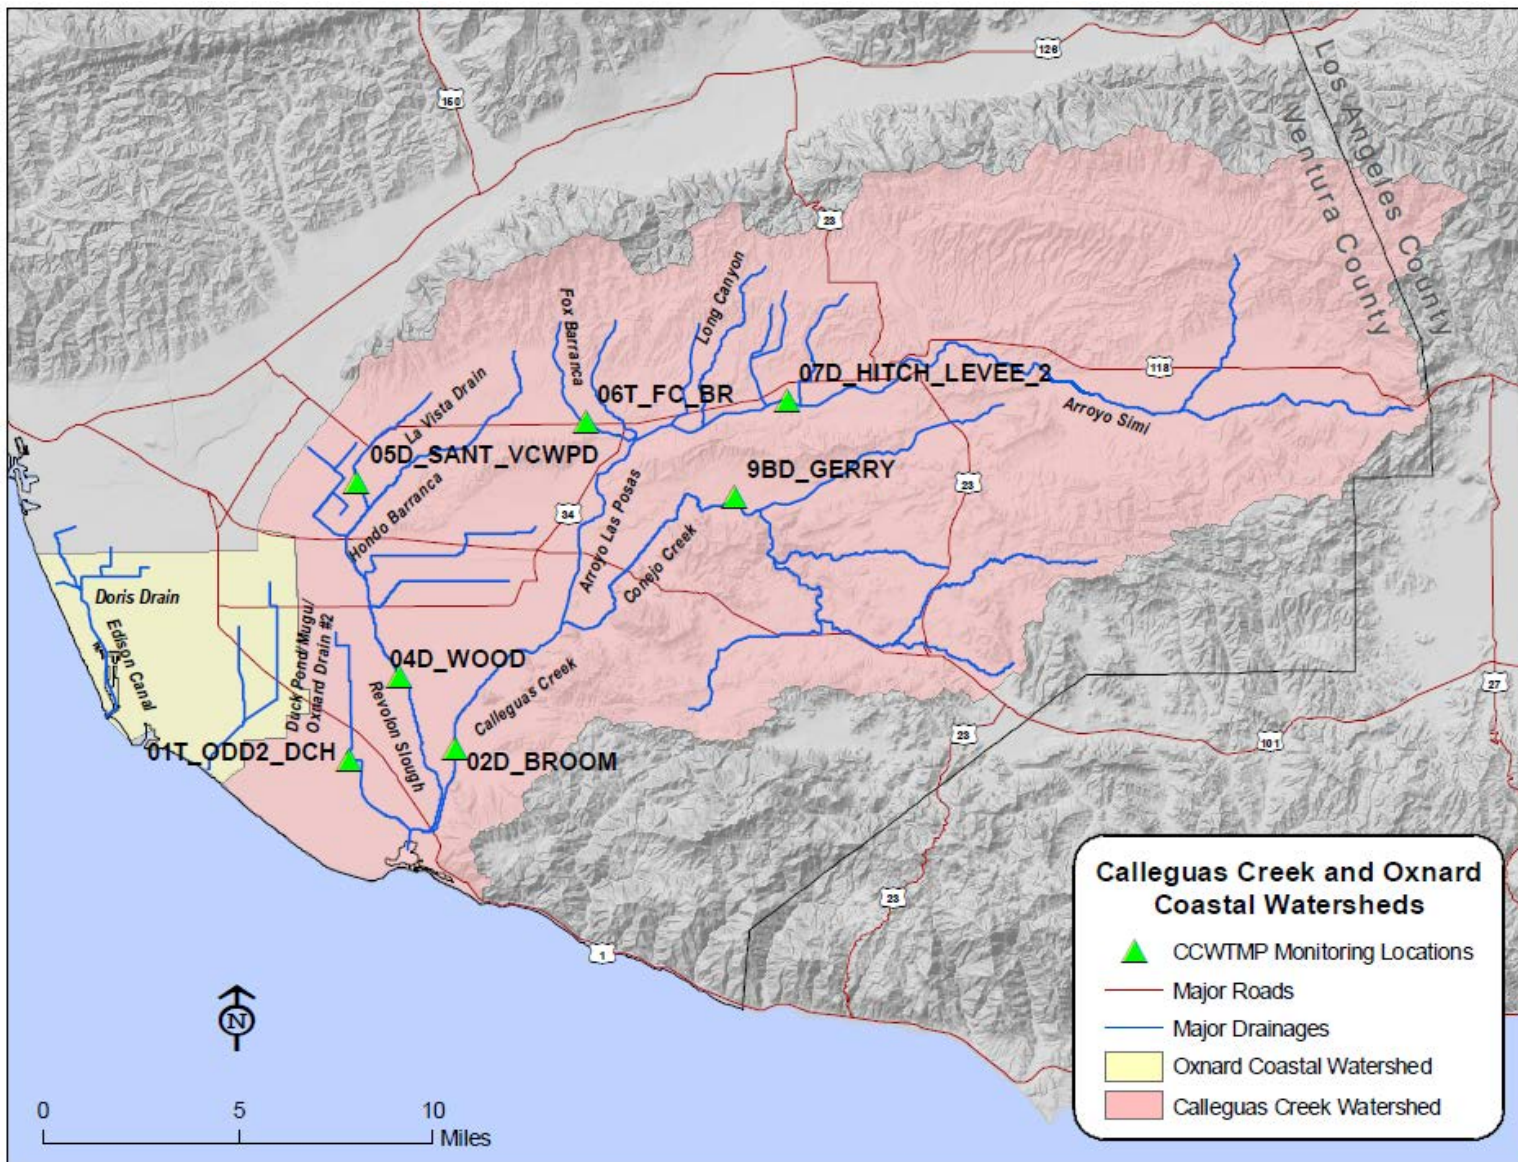 126
150
Los Angeles County
Ventura County
23
Long Canyon
Fox Barranca
07D_HITCH_LEVEE_2
118
06T_FC_BR
Arroyo Simi
La Vista Drain
05D_SANT_VCWPD
9BD_GERRY
23
Hondo Barranca
34
Arroyo Las Posas
Conejo Creek
Doris Drain
Edison Canal
Duck Pond/Mugu/
Oxnard Drain #2
04D_WOOD
Revolon Slough
Calleguas Creek
27
23
101
01T_ODD2_DCH
02D_BROOM
23
1
Calleguas Creek and Oxnard
Coastal Watersheds
CCWTMP Monitoring Locations
Major Roads
Major Drainages
Oxnard Coastal Watershed
Calleguas Creek Watershed
N
0 5 10
Miles